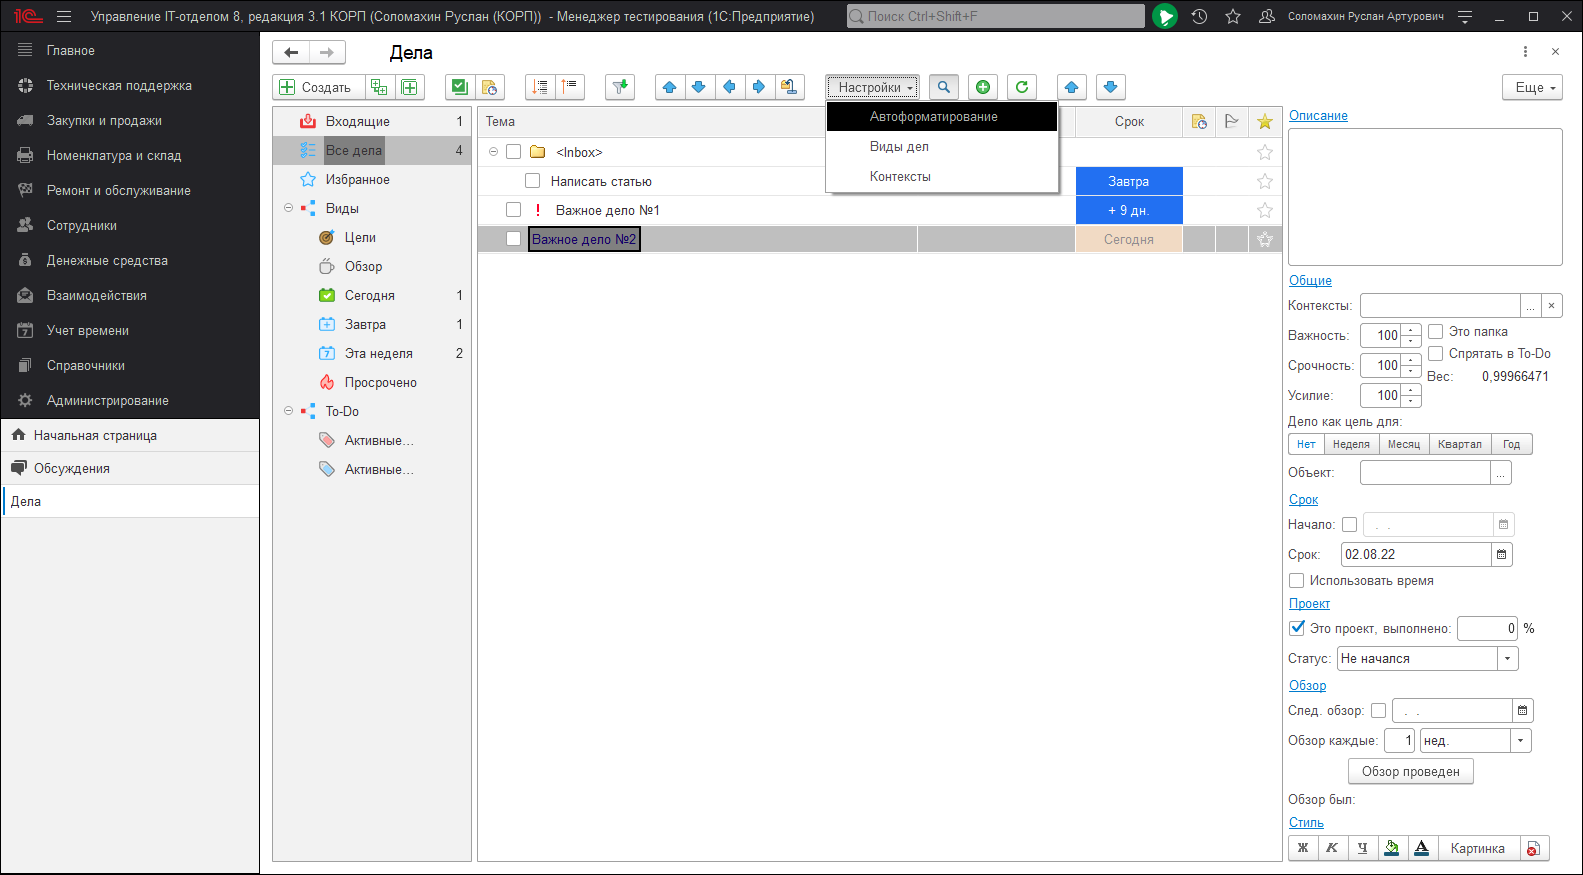 1С Управление IT-отделом 8, редакция 3.1 КОРП (Соломахин Руслан (КОРП)) - Менеджер тестирования (1С:Предприятие)
Поиск Ctrl+Shift+F
Соломахин Руслан Артурович
Главное
Техническая поддержка
Закупки и продажи
Номенклатура и склад
Ремонт и обслуживание
Сотрудники
Денежные средства
Взаимодействия
Учет времени
Справочники
Администрирование
Начальная страница
Обсуждения
Дела
Дела
Создать
Настройки
Еще
Автоформатирование
Виды дел
Контексты
Входящие 1
Все дела 4
Избранное
Виды
Цели
Обзор
Сегодня 1
Завтра 1
Эта неделя 2
Просрочено
To-Do
Активные...
Активные...
Тема Срок
<Inbox>
Написать статью Завтра
! Важное дело №1 + 9 дн.
Важное дело №2 Сегодня
Описание
Общие
Контексты: ... ×
Важность: 100 Это папка
Спрятать в To-Do
Срочность: 100
Вес: 0,99966471
Усилие: 100
Дело как цель для:
Нет Неделя Месяц Квартал Год
Объект: ...
Срок
Начало: . .
Срок: 02.08.22
Использовать время
Проект
Это проект, выполнено: 0 %
Статус: Не начался
Обзор
След. обзор: . .
Обзор каждые: 1 нед.
Обзор проведен
Обзор был:
Стиль
Ж К Ч А Картинка